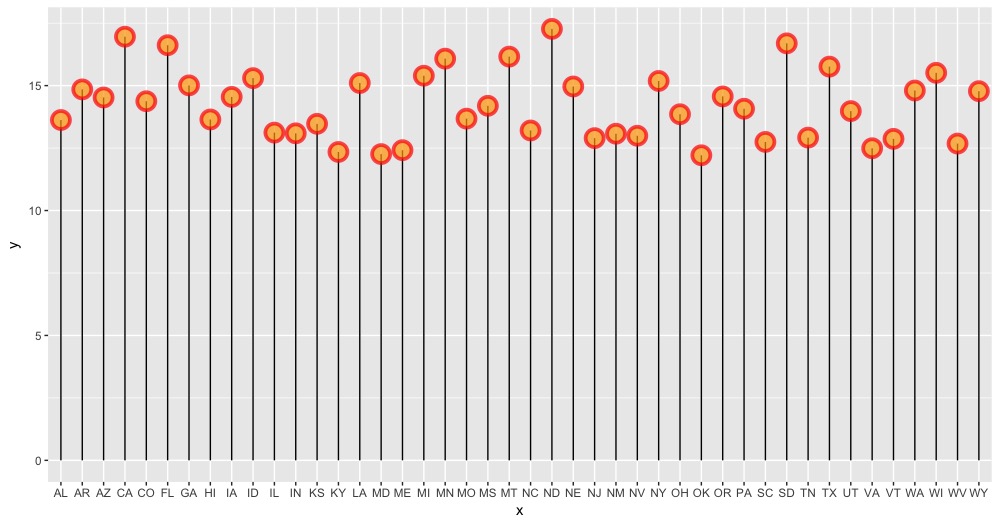 15
10
5
0
y
AL AR AZ CA CO FL GA HI IA ID IL IN KS KY LA MD ME MI MN MO MS MT NC ND NE NJ NM NV NY OH OK OR PA SC SD TN TX UT VA VT WA WI WV WY
x